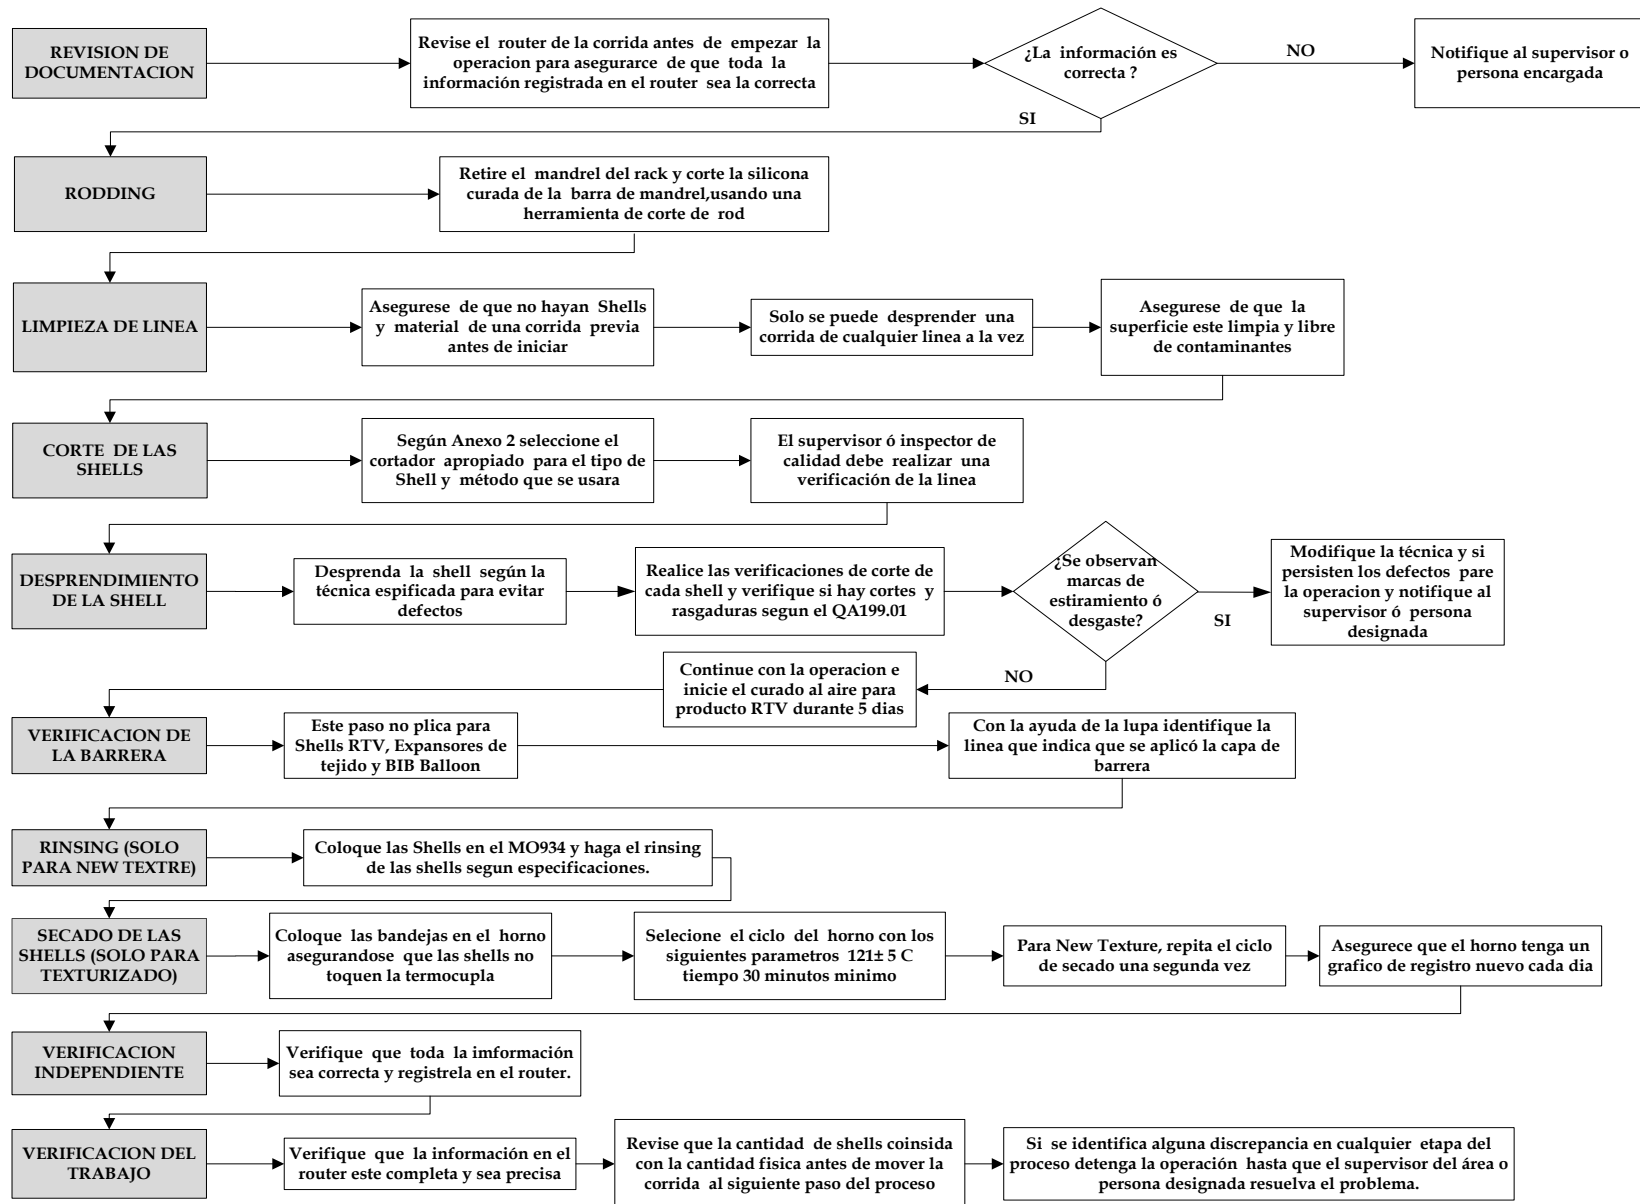 REVISION DE
DOCUMENTACION
Revise el router de la corrida antes de empezar la
operacion para asegurarce de que toda la
información registrada en el router sea la correcta
¿La información es
correcta ?
NO
Notifique al supervisor o
persona encargada
SI
RODDING
Retire el mandrel del rack y corte la silicona
curada de la barra de mandrel,usando una
herramienta de corte de rod
LIMPIEZA DE LINEA
Asegurese de que no hayan Shells
y material de una corrida previa
antes de iniciar
Solo se puede desprender una
corrida de cualquier linea a la vez
Asegurese de que la
superficie este limpia y libre
de contaminantes
CORTE DE LAS
SHELLS
Según Anexo 2 seleccione el
cortador apropiado para el tipo de
Shell y método que se usara
El supervisor ó inspector de
calidad debe realizar una
verificación de la linea
DESPRENDIMIENTO
DE LA SHELL
Desprenda la shell según la
técnica espificada para evitar
defectos
Realice las verificaciones de corte de
cada shell y verifique si hay cortes y
rasgaduras segun el QA199.01
¿Se observan
marcas de
estiramiento ó
desgaste?
SI
Modifique la técnica y si
persisten los defectos pare
la operacion y notifique al
supervisor ó persona
designada
NO
Continue con la operacion e
inicie el curado al aire para
producto RTV durante 5 dias
VERIFICACION DE
LA BARRERA
Este paso no plica para
Shells RTV, Expansores de
tejido y BIB Balloon
Con la ayuda de la lupa identifique la
linea que indica que se aplicó la capa de
barrera
RINSING (SOLO
PARA NEW TEXTRE)
Coloque las Shells en el MO934 y haga el rinsing
de las shells segun especificaciones.
SECADO DE LAS
SHELLS (SOLO PARA
TEXTURIZADO)
Coloque las bandejas en el horno
asegurandose que las shells no
toquen la termocupla
Selecione el ciclo del horno con los
siguientes parametros 121± 5 C
tiempo 30 minutos minimo
Para New Texture, repita el ciclo
de secado una segunda vez
Asegurece que el horno tenga un
grafico de registro nuevo cada dia
VERIFICACION
INDEPENDIENTE
Verifique que toda la imformación
sea correcta y registrela en el router.
VERIFICACION DEL
TRABAJO
Verifique que la información en el
router este completa y sea precisa
Revise que la cantidad de shells coinsida
con la cantidad fisica antes de mover la
corrida al siguiente paso del proceso
Si se identifica alguna discrepancia en cualquier etapa del
proceso detenga la operación hasta que el supervisor del área o
persona designada resuelva el problema.